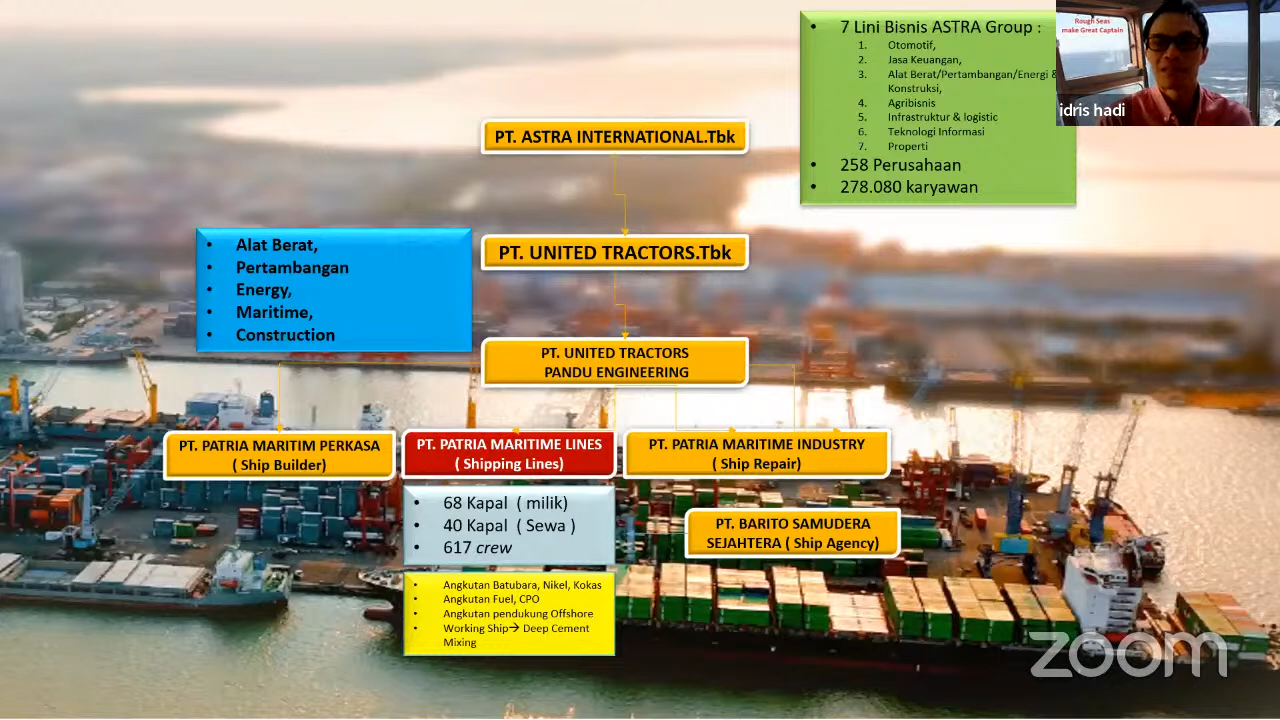 7 Lini Bisnis ASTRA Group :
1. Otomotif,
2. Jasa Keuangan,
3. Alat Berat/Pertambangan/Energi &
Konstruksi,
4. Agribisnis
5. Infrastruktur & logistic
6. Teknologi Informasi
7. Properti
258 Perusahaan
278.080 karyawan
Rough Seas
make Great Captain
idris hadi
PT. ASTRA INTERNATIONAL.Tbk
PT. UNITED TRACTORS.Tbk
Alat Berat,
Pertambangan
Energy,
Maritime,
Construction
PT. UNITED TRACTORS
PANDU ENGINEERING
PT. PATRIA MARITIM PERKASA
( Ship Builder)
PT. PATRIA MARITIME LINES
( Shipping Lines)
PT. PATRIA MARITIME INDUSTRY
( Ship Repair)
68 Kapal ( milik)
40 Kapal ( Sewa )
617 crew
PT. BARITO SAMUDERA
SEJAHTERA ( Ship Agency)
Angkutan Batubara, Nikel, Kokas
Angkutan Fuel, CPO
Angkutan pendukung Offshore
Working Ship→ Deep Cement
Mixing
zoom